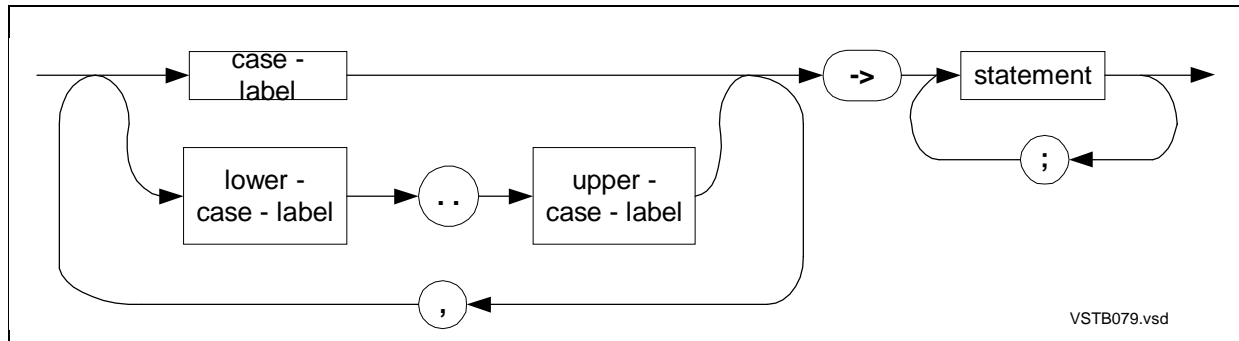 case -
label
->
statement
lower -
case - label
. .
upper -
case - label
;
,
VSTB079.vsd